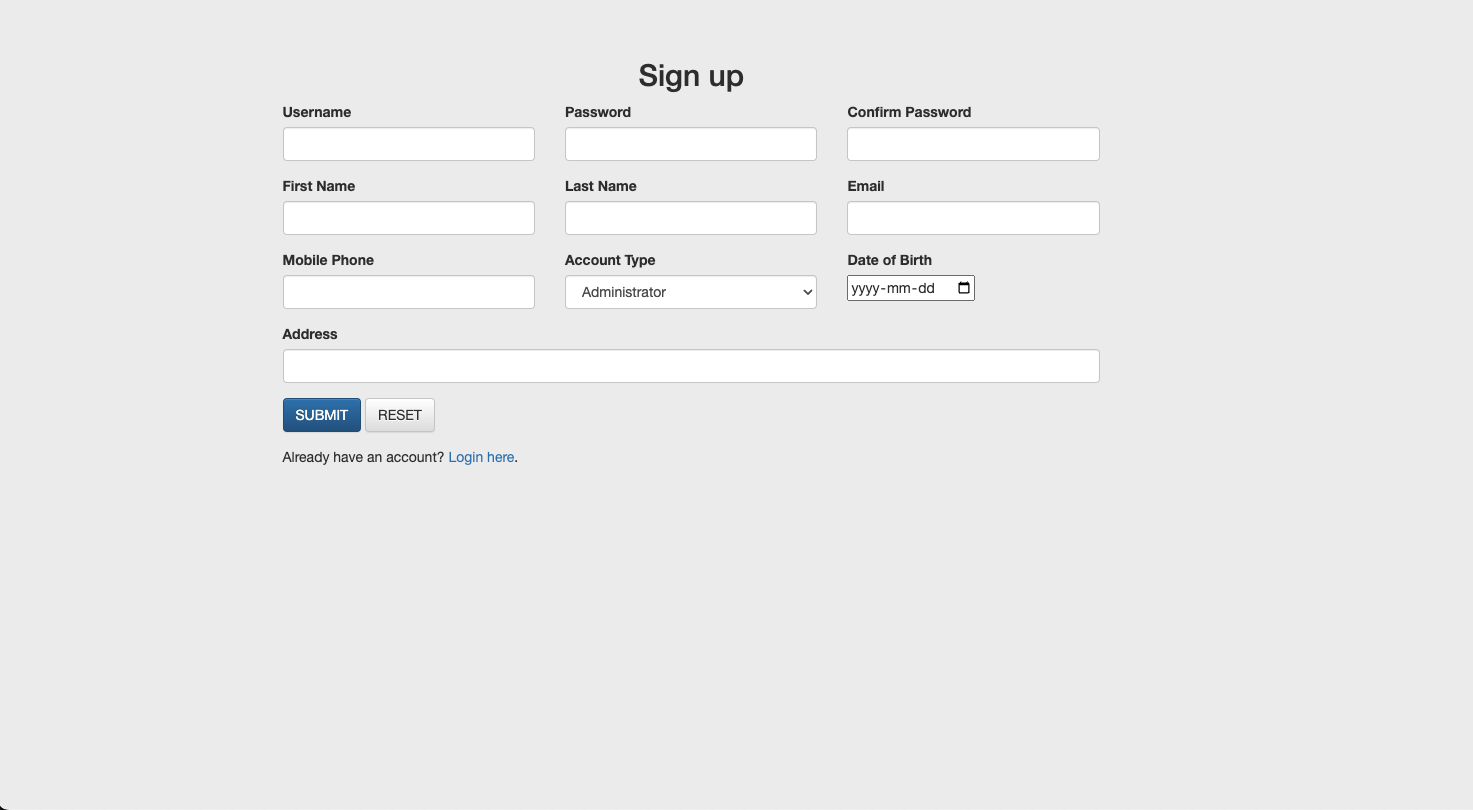 Sign up
Username Password Confirm Password
First Name Last Name Email
Mobile Phone Account Type Date of Birth
Administrator yyyy-mm-dd
Address
SUBMIT RESET
Already have an account? Login here.